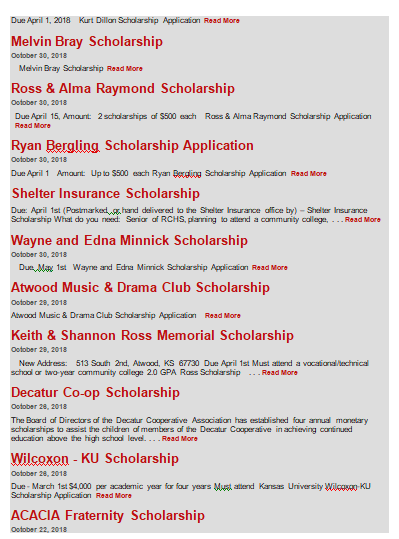 Due April 1, 2018 Kurt Dillon Scholarship Application Read More
Melvin Bray Scholarship
October 30, 2018
Melvin Bray Scholarship Read More
Ross & Alma Raymond Scholarship
October 30, 2018
Due April 15, Amount: 2 scholarships of $500 each Ross & Alma Raymond Scholarship Application
Read More
Ryan Bergling Scholarship Application
October 30, 2018
Due April 1 Amount: Up to $500 each Ryan Bergling Scholarship Application Read More
Shelter Insurance Scholarship
Due: April 1st (Postmarked, or hand delivered to the Shelter Insurance office by) – Shelter Insurance
Scholarship What do you need: Senior of RCHS, planning to attend a community college, . . . Read More
Wayne and Edna Minnick Scholarship
October 30, 2018
Due, May 1st Wayne and Edna Minnick Scholarship Application Read More
Atwood Music & Drama Club Scholarship
October 29, 2018
Atwood Music & Drama Club Scholarship Application Read More
Keith & Shannon Ross Memorial Scholarship
October 29, 2018
New Address: 513 South 2nd, Atwood, KS 67730 Due April 1st Must attend a vocational/technical
school or two-year community college 2.0 GPA Ross Scholarship . . . Read More
Decatur Co-op Scholarship
October 26, 2018
The Board of Directors of the Decatur Cooperative Association has established four annual monetary
scholarships to assist the children of members of the Decatur Cooperative in achieving continued
education above the high school level. . . . Read More
Wilcoxon - KU Scholarship
October 26, 2018
Due - March 1st $4,000 per academic year for four years Must attend Kansas University Wilcoxon-KU
Scholarship Application Read More
ACACIA Fraternity Scholarship
October 22, 2018